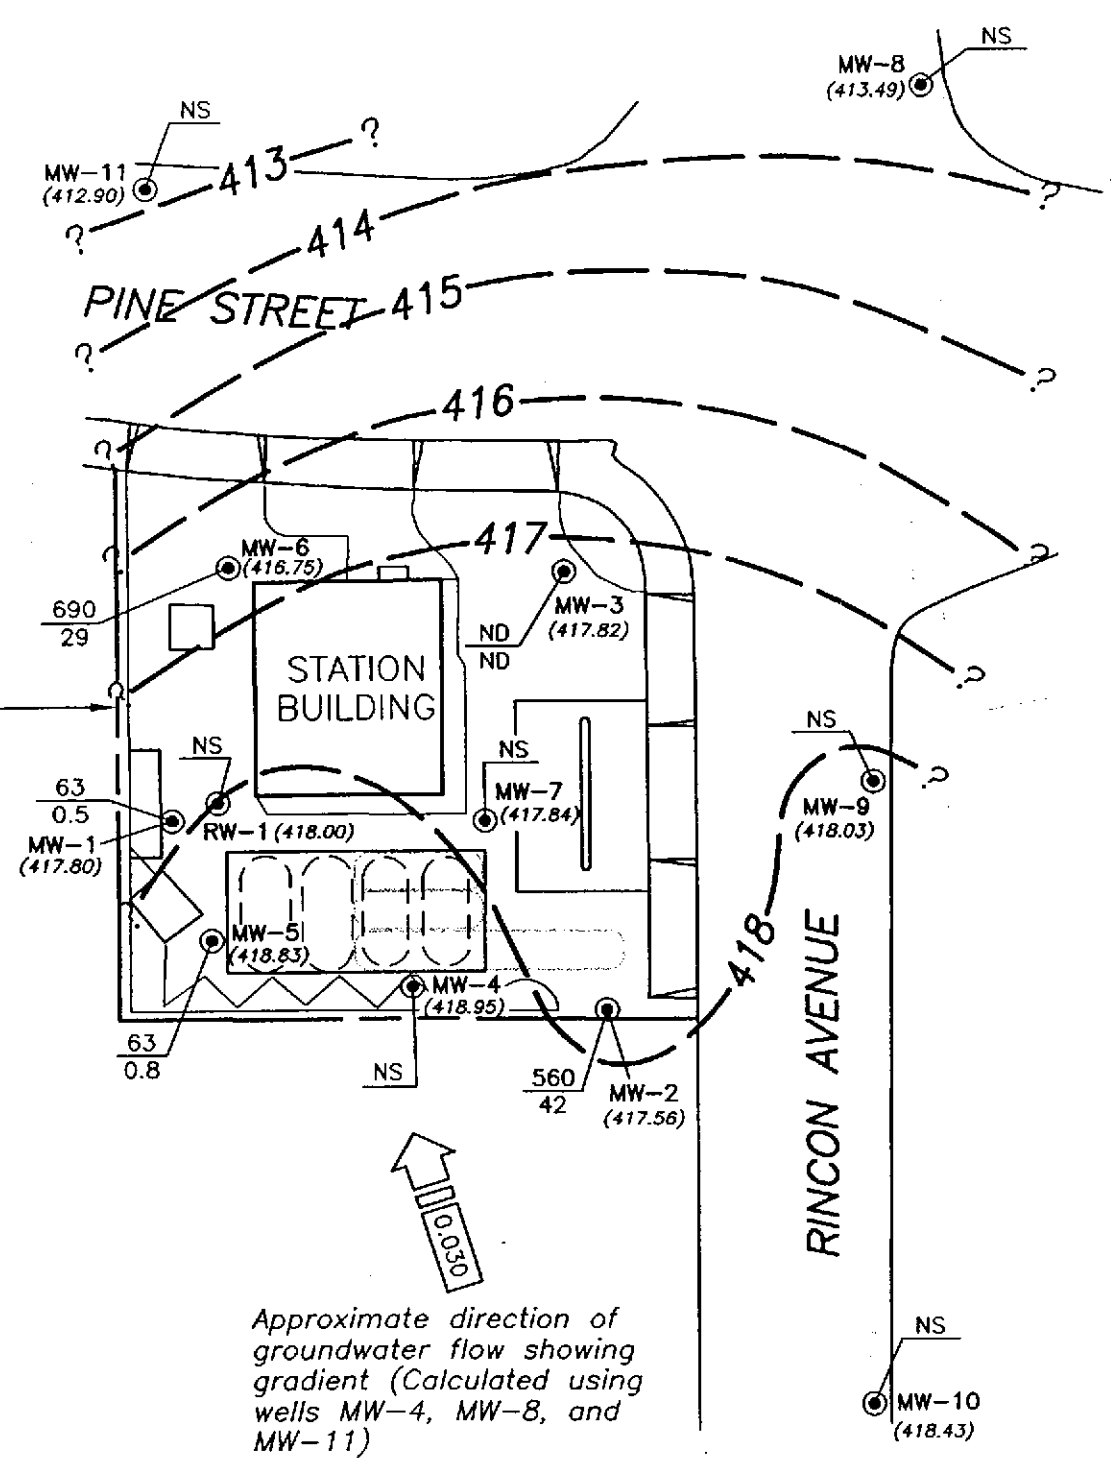 NS
MW-8
(413.49)
NS
MW-11
(412.90)
413
?
?
414
?
?
PINE STREET
415
?
?
416
?
?
417
?
?
MW-6
(416.75)
690
29
MW-3
(417.82)
ND
ND
STATION
BUILDING
NS
NS
NS
63
0.5
MW-1
(417.80)
RW-1 (418.00)
MW-7
(417.84)
?
MW-9
(418.03)
418
MW-5
(418.83)
MW-4
(418.95)
63
0.8
NS
560
42
MW-2
(417.56)
RINCON AVENUE
0.030
Approximate direction of
groundwater flow showing
gradient (Calculated using
wells MW-4, MW-8, and
MW-11)
NS
MW-10
(418.43)